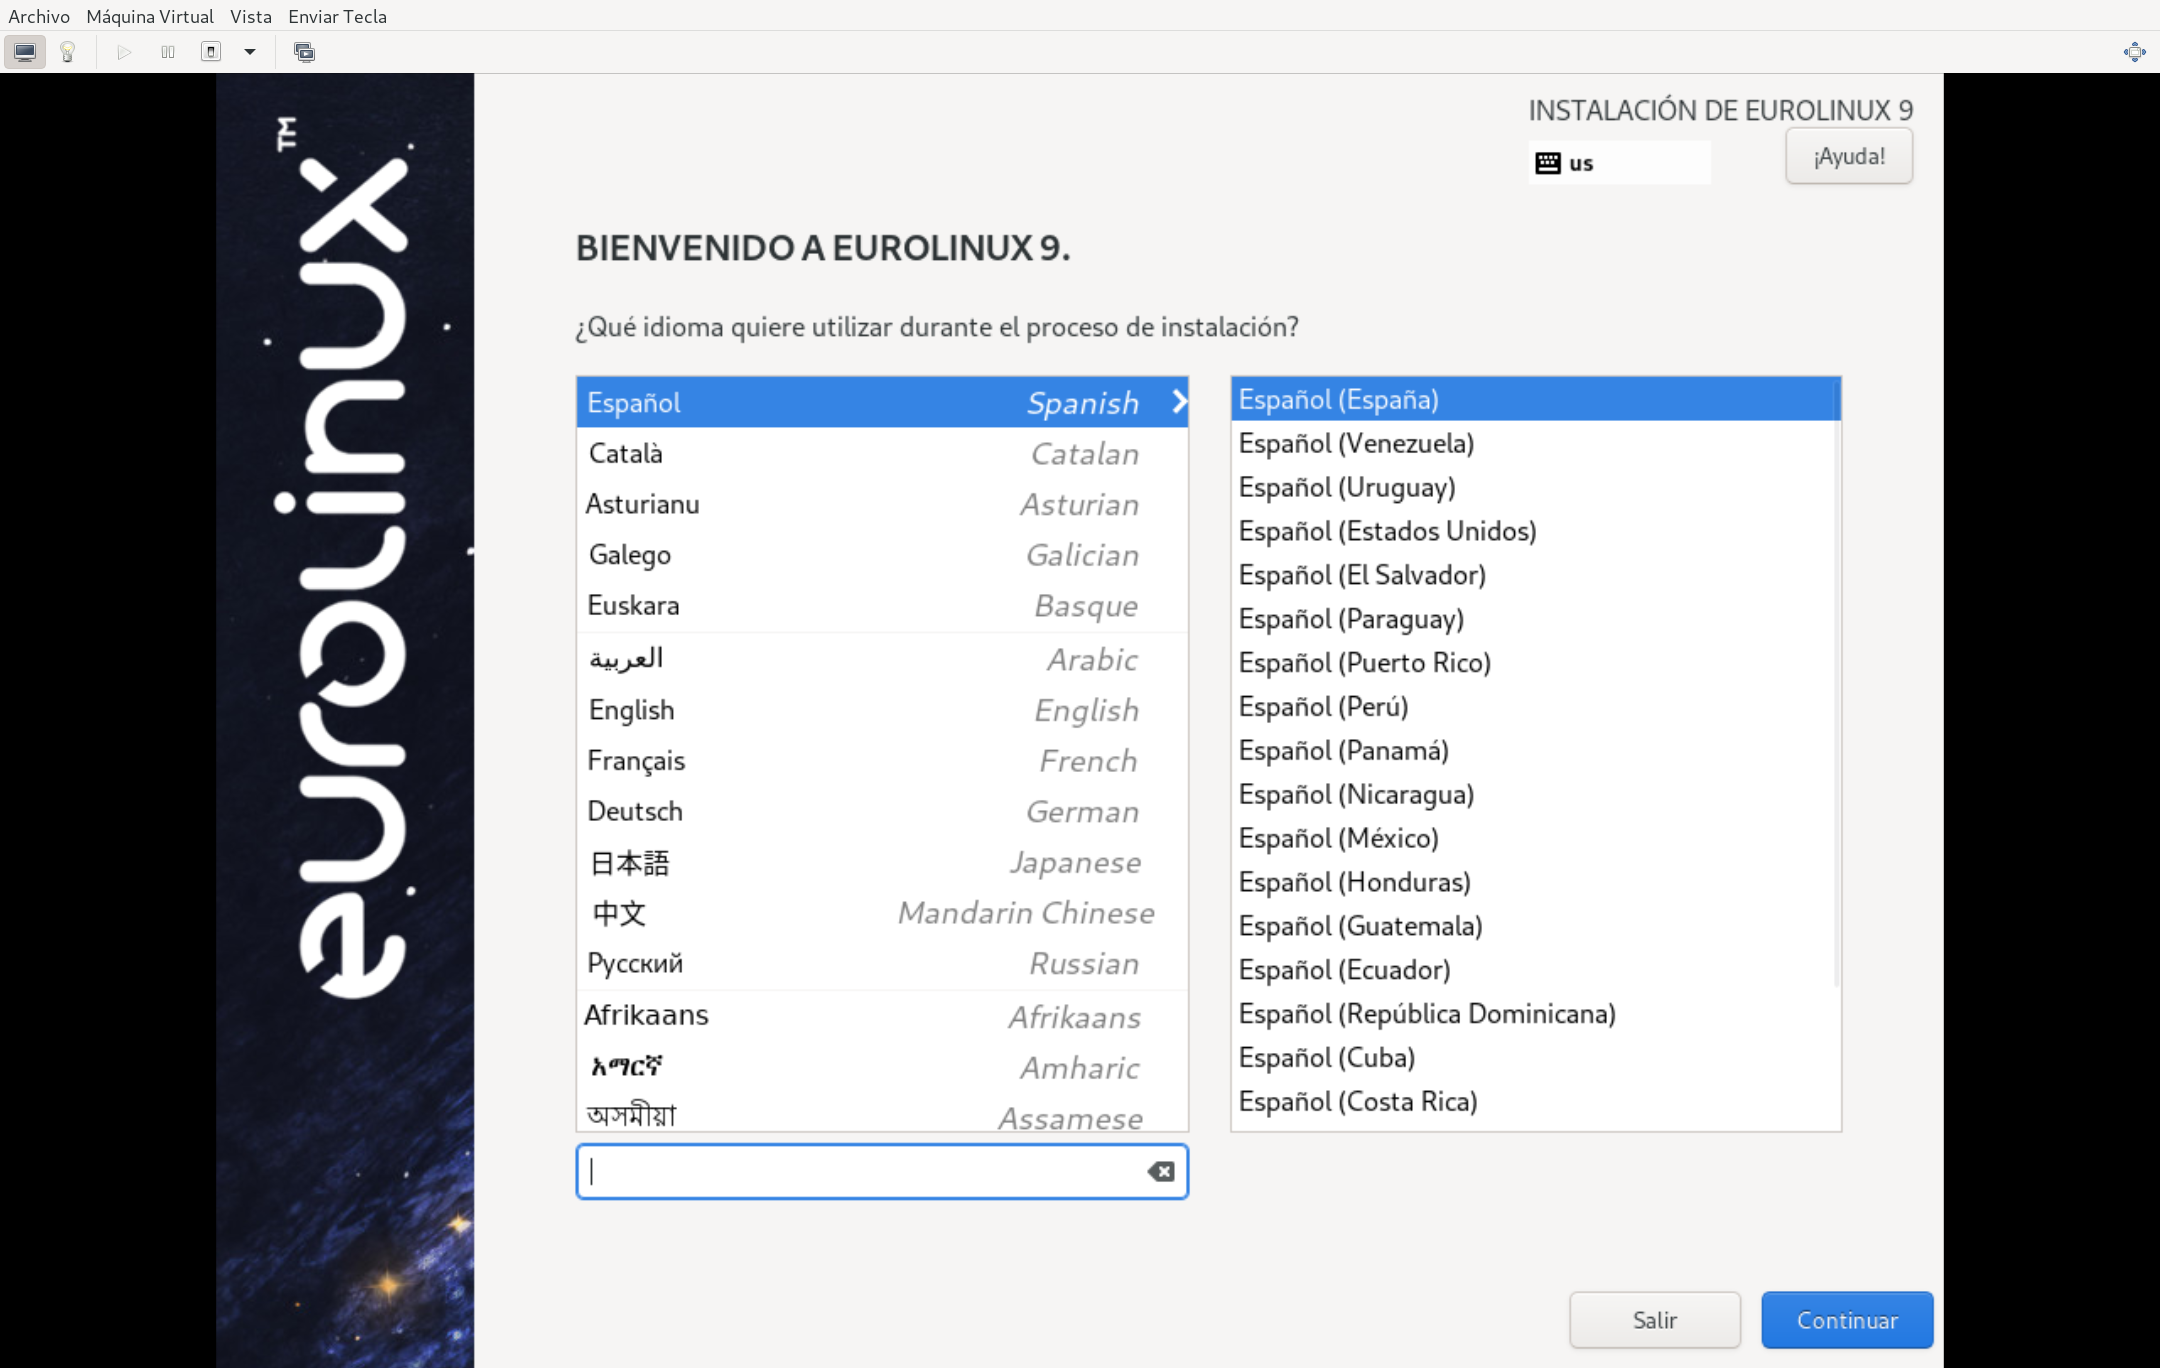 Archivo Máquina Virtual Vista Enviar Tecla
eurolinux™
INSTALACIÓN DE EUROLINUX 9
us
¡Ayuda!
BIENVENIDO A EUROLINUX 9.
¿Qué idioma quiere utilizar durante el proceso de instalación?
Español Spanish
Català Catalan
Asturianu Asturian
Galego Galician
Euskara Basque
العربية Arabic
English English
Français French
Deutsch German
日本語 Japanese
中文 Mandarin Chinese
Русский Russian
Afrikaans Afrikaans
አማርኛ Amharic
অসমীয়া Assamese
Español (España)
Español (Venezuela)
Español (Uruguay)
Español (Estados Unidos)
Español (El Salvador)
Español (Paraguay)
Español (Puerto Rico)
Español (Perú)
Español (Panamá)
Español (Nicaragua)
Español (México)
Español (Honduras)
Español (Guatemala)
Español (Ecuador)
Español (República Dominicana)
Español (Cuba)
Español (Costa Rica)
Salir
Continuar